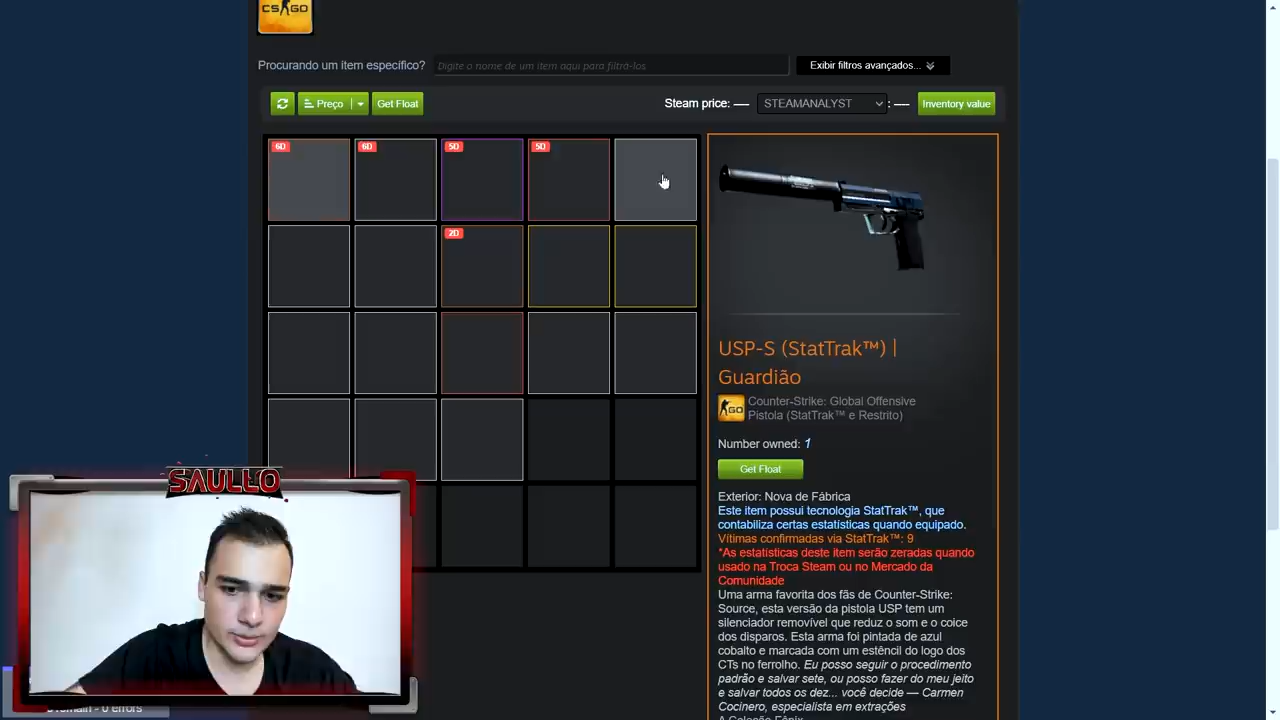 CS GO
Procurando um item específico?
Digite o nome de um item aqui para filtrá-los
Exibir filtros avançados...
Preço
Get Float
Steam price: —
STEAMANALYST
: —
Inventory value
6D
6D
5D
5D
2D
USP-S (StatTrak™) |
Guardião
GO
Counter-Strike: Global Offensive
Pistola (StatTrak™ e Restrito)
Number owned: 1
Get Float
Exterior: Nova de Fábrica
Este item possui tecnologia StatTrak™, que
contabiliza certas estatísticas quando equipado.
Vítimas confirmadas via StatTrak™: 9
*As estatísticas deste item serão zeradas quando
usado na Troca Steam ou no Mercado da
Comunidade
Uma arma favorita dos fãs de Counter-Strike:
Source, esta versão da pistola USP tem um
silenciador removível que reduz o som e o coice
dos disparos. Esta arma foi pintada de azul
cobalto e marcada com um estêncil do logo dos
CTs no ferrolho. Eu posso seguir o procedimento
padrão e salvar sete, ou posso fazer do meu jeito
e salvar todos os dez... você decide — Carmen
Cocinero, especialista em extrações
A Coleção Fênix
SAULLO
- 0 errors